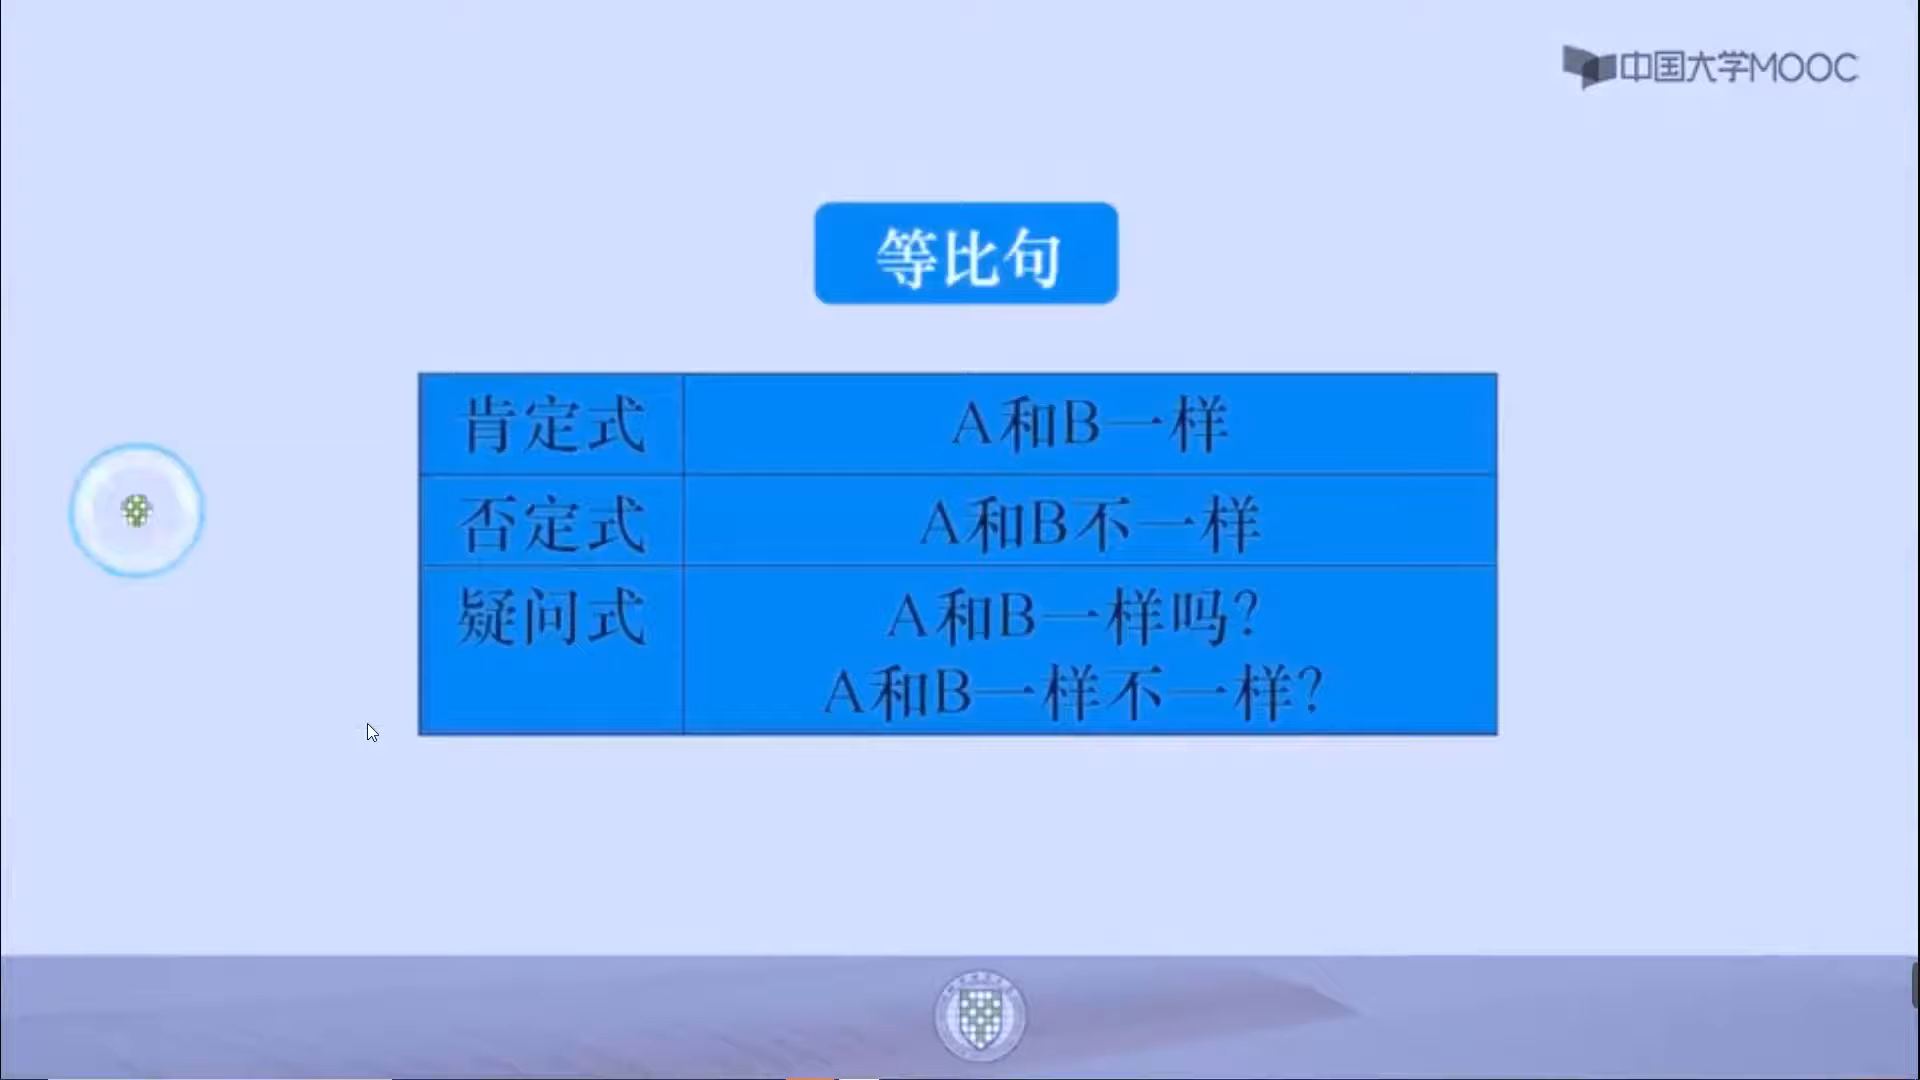 中国大学MOOC
等比句
肯定式 A和B一样
否定式 A和B不一样
疑问式 A和B一样吗?
A和B一样不一样?